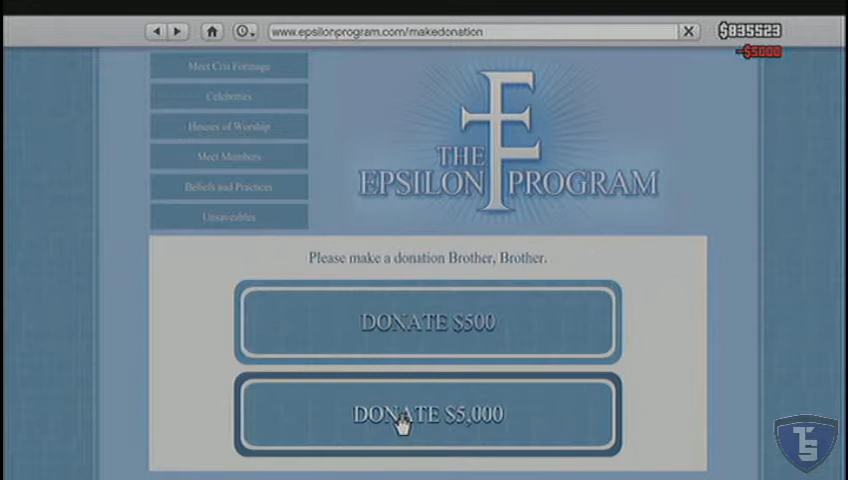 www.epsilonprogram.com/makedonation
$835523
-$5000
Meet Cris Formage
Celebrities
Houses of Worship
Meet Members
Beliefs and Practices
Unsaveables
THE
EPSILON PROGRAM
Please make a donation Brother, Brother.
DONATE $500
DONATE $5,000
TS